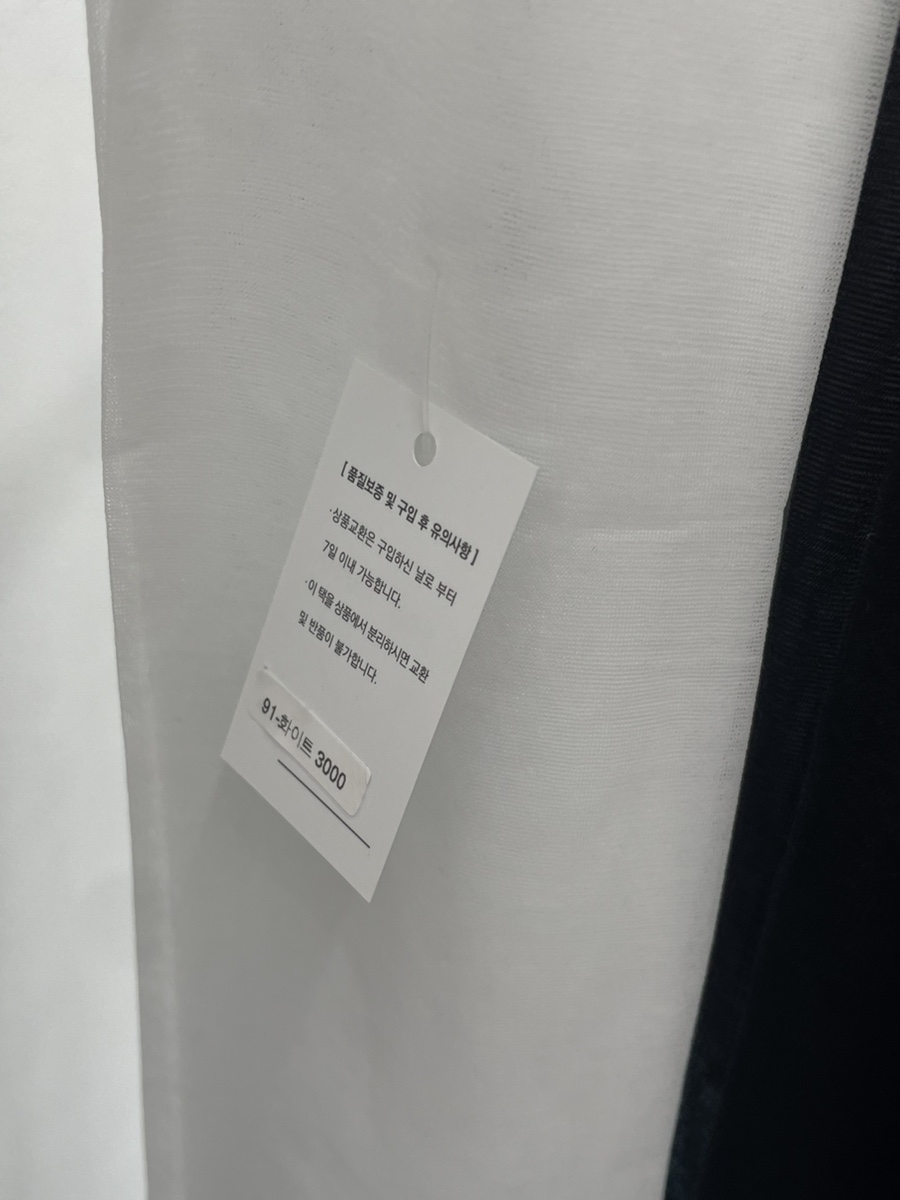 [ 품질보증 및 구입 후 유의사항 ]
·상품교환은 구입하신 날로 부터
7일 이내 가능합니다.
·이 택을 상품에서 분리하시면 교환
및 반품이 불가합니다.
91-화이트 3000